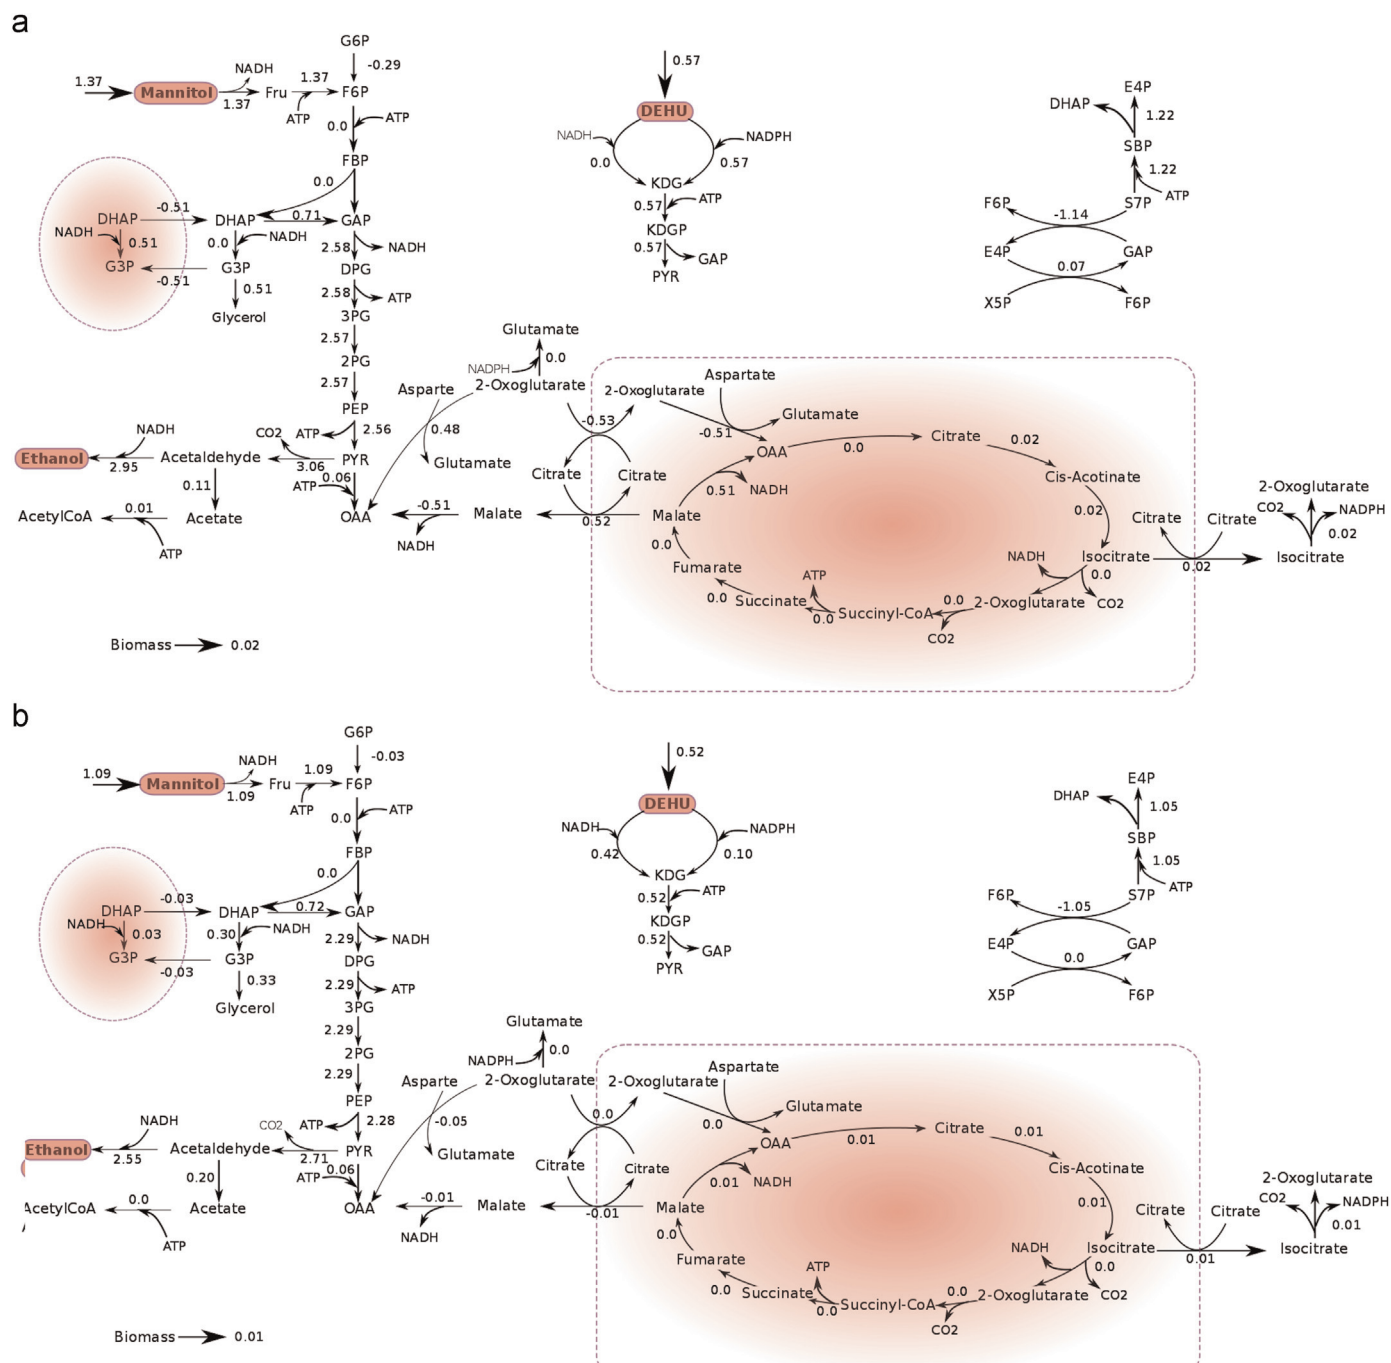 a
G6P
-0.29
1.37
Mannitol
NADH
1.37
Fru
1.37
ATP
F6P
0.0
ATP
FBP
0.0
DHAP
-0.51
DHAP
0.71
GAP
NADH
0.51
0.0
NADH
2.58
NADH
G3P
-0.51
G3P
DPG
0.51
2.58
ATP
Glycerol
3PG
2.57
2PG
2.57
PEP
ATP
2.56
CO2
Ethanol
NADH
2.95
Acetaldehyde
3.06
PYR
0.06
ATP
0.11
AcetylCoA
0.01
ATP
Acetate
OAA
-0.51
NADH
Malate
0.57
DEHU
NADH
0.0
NADPH
0.57
KDG
0.57
ATP
KDGP
0.57
GAP
PYR
E4P
DHAP
1.22
SBP
1.22
ATP
F6P
S7P
-1.14
E4P
GAP
0.07
X5P
F6P
Glutamate
NADPH
0.0
Asparte
2-Oxoglutarate
0.48
Glutamate
-0.53
Citrate
Citrate
0.52
2-Oxoglutarate
Aspartate
Glutamate
-0.51
OAA
0.0
Citrate
0.02
Cis-Acotinate
0.02
0.51
NADH
Malate
0.0
Fumarate
0.0
Succinate
ATP
0.0
Succinyl-CoA
0.0
CO2
2-Oxoglutarate
NADH
0.0
CO2
Isocitrate
Citrate
Citrate
0.02
Isocitrate
2-Oxoglutarate
CO2
NADPH
0.02
Biomass
0.02
b
G6P
-0.03
1.09
Mannitol
NADH
1.09
Fru
1.09
ATP
F6P
0.0
ATP
FBP
0.0
DHAP
-0.03
DHAP
0.72
GAP
NADH
0.03
0.30
NADH
2.29
NADH
G3P
-0.03
G3P
DPG
0.33
2.29
ATP
Glycerol
3PG
2.29
2PG
2.29
PEP
ATP
2.28
CO2
Ethanol
NADH
2.55
Acetaldehyde
2.71
PYR
0.06
ATP
0.20
AcetylCoA
0.0
ATP
Acetate
OAA
-0.01
NADH
Malate
0.52
DEHU
NADH
0.42
NADPH
0.10
KDG
0.52
ATP
KDGP
0.52
GAP
PYR
E4P
DHAP
1.05
SBP
1.05
ATP
F6P
S7P
-1.05
E4P
GAP
0.0
X5P
F6P
Glutamate
NADPH
0.0
Asparte
2-Oxoglutarate
-0.05
Glutamate
0.0
Citrate
Citrate
-0.01
2-Oxoglutarate
Aspartate
Glutamate
0.0
OAA
0.01
Citrate
0.01
Cis-Acotinate
0.01
0.01
NADH
Malate
0.0
Fumarate
0.0
Succinate
ATP
0.0
Succinyl-CoA
0.0
CO2
2-Oxoglutarate
NADH
0.0
CO2
Isocitrate
Citrate
Citrate
0.01
Isocitrate
2-Oxoglutarate
CO2
NADPH
0.01
Biomass
0.01